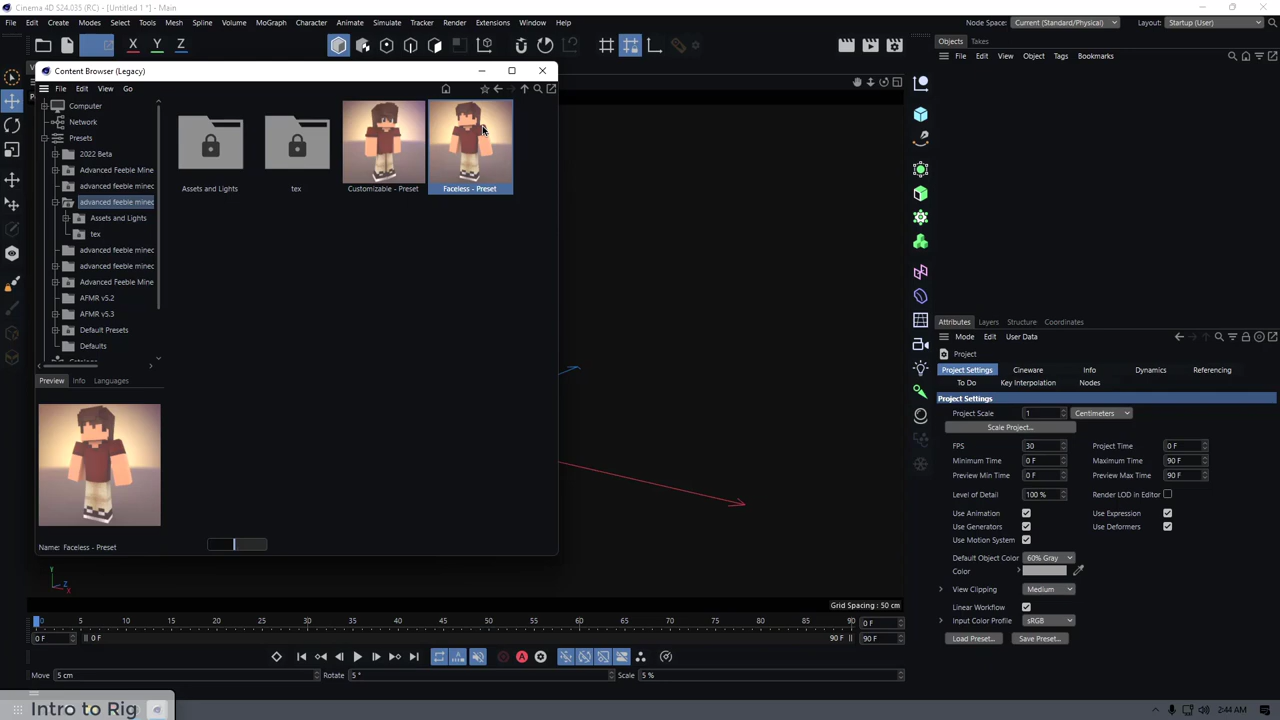 Cinema 4D S24.035 (RC) - [Untitled 1 *] - Main
File Edit Create Modes Select Tools Mesh Spline Volume MoGraph Character Animate Simulate Tracker Render Extensions Window Help
Node Space: Current (Standard/Physical) Layout: Startup (User)
X Y Z
Objects Takes
File Edit View Object Tags Bookmarks
Content Browser (Legacy)
File Edit View Go
Computer
Network
Presets
2022 Beta
Advanced Feeble Mine
advanced feeble minec
advanced feeble minec
Assets and Lights
tex
advanced feeble minec
advanced feeble minec
Advanced Feeble Mine
AFMR v5.2
AFMR v5.3
Default Presets
Defaults
Assets and Lights tex Customizable - Preset Faceless - Preset
Preview Info Languages
Name: Faceless - Preset
Attributes Layers Structure Coordinates
Mode Edit User Data
Project
Project Settings Cineware Info Dynamics Referencing
To Do Key Interpolation Nodes
Project Settings
Project Scale 1 Centimeters
Scale Project...
FPS 30 Project Time 0 F
Minimum Time 0 F Maximum Time 90 F
Preview Min Time 0 F Preview Max Time 90 F
Level of Detail 100 % Render LOD in Editor
Use Animation Use Expression
Use Generators Use Deformers
Use Motion System
Default Object Color 60% Gray
Color
View Clipping Medium
Linear Workflow
Input Color Profile sRGB
Load Preset... Save Preset...
Y Z X
Grid Spacing : 50 cm
0 5 10 15 20 25 30 35 40 45 50 55 60 65 70 75 80 85 90 0 F
0 F 0 F 90 F 90 F
Move 5 cm Rotate 5 ° Scale 5 %
Intro to Rig
2:44 AM